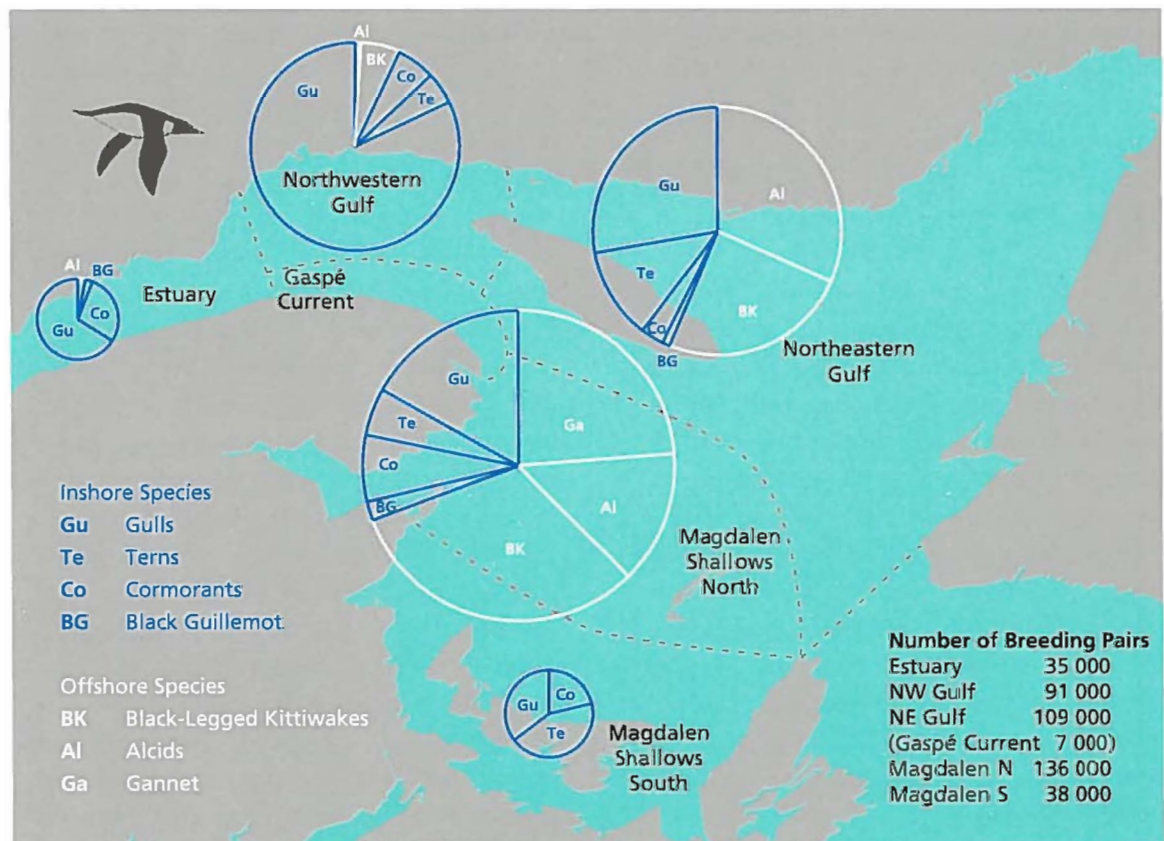 Al
BK
Co
Te
Gu
Northwestern
Gulf
Al
Gu
Te
BK
Co
BG
Northeastern
Gulf
Al
BG
Co
Gu
Estuary
Gaspé
Current
Gu
Ga
Te
Co
Al
BG
BK
Magdalen
Shallows
North
Inshore Species
Gu Gulls
Te Terns
Co Cormorants
BG Black Guillemot
Offshore Species
BK Black-Legged Kittiwakes
Al Alcids
Ga Gannet
Gu
Co
Te
Magdalen
Shallows
South
Number of Breeding Pairs
Estuary 35 000
NW Gulf 91 000
NE Gulf 109 000
(Gaspé Current 7 000)
Magdalen N 136 000
Magdalen S 38 000